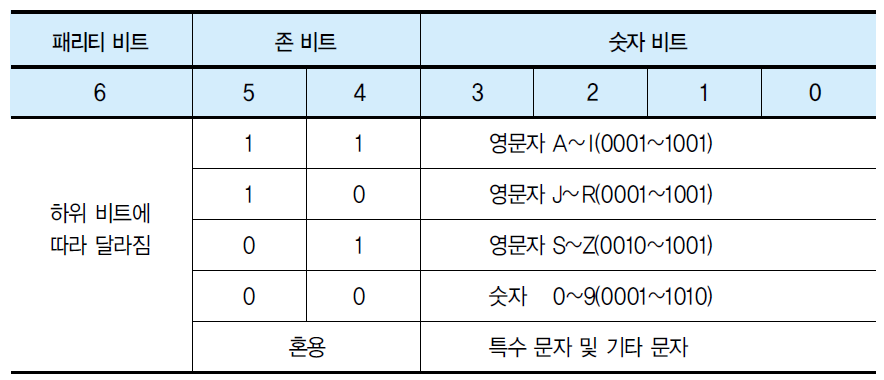 패리티 비트 존 비트 숫자 비트
6 5 4 3 2 1 0
1 1 영문자 A~I(0001~1001)
1 0 영문자 J~R(0001~1001)
하위 비트에
따라 달라짐
0 1 영문자 S~Z(0010~1001)
0 0 숫자 0~9(0001~1010)
혼용 특수 문자 및 기타 문자